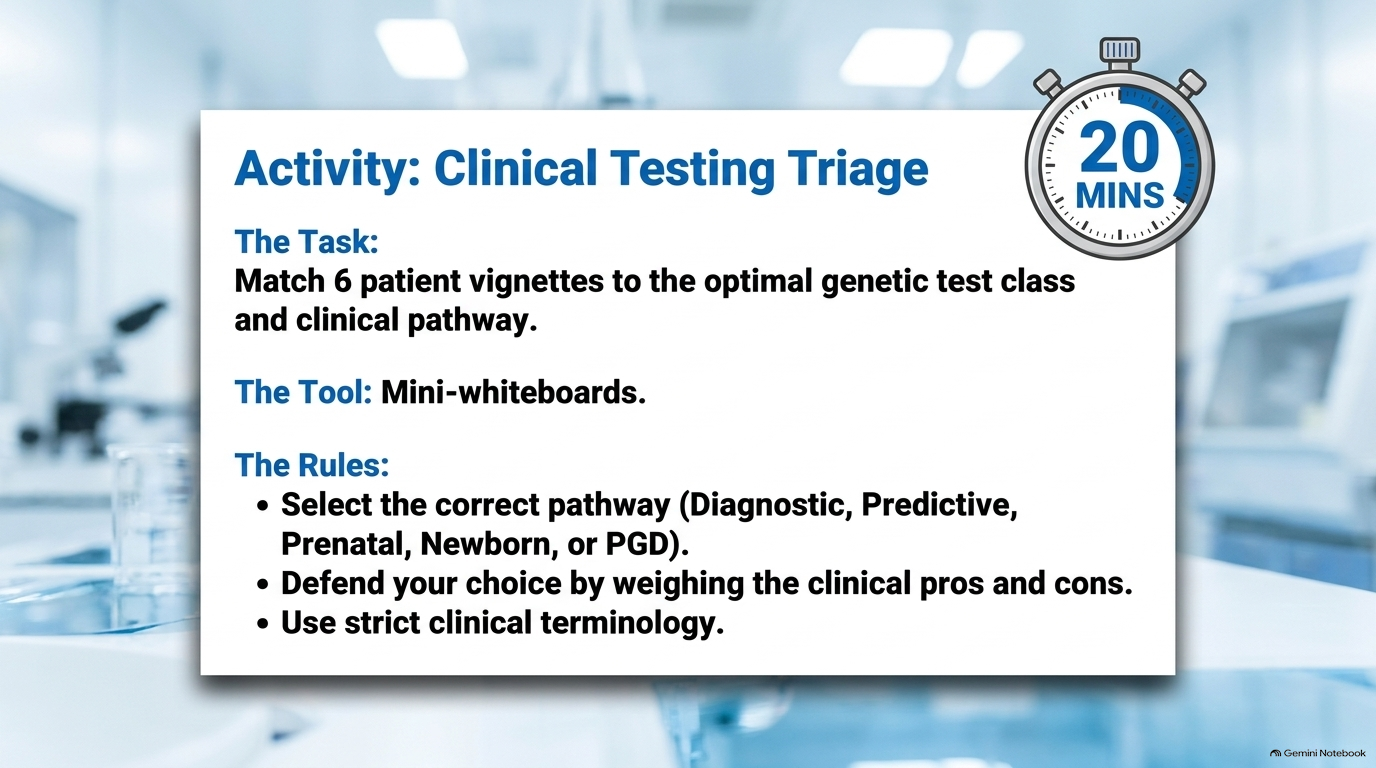 20
MINS
Activity: Clinical Testing Triage
The Task:
Match 6 patient vignettes to the optimal genetic test class
and clinical pathway.
The Tool: Mini-whiteboards.
The Rules:
• Select the correct pathway (Diagnostic, Predictive,
Prenatal, Newborn, or PGD).
• Defend your choice by weighing the clinical pros and cons.
• Use strict clinical terminology.
Gemini Notebook